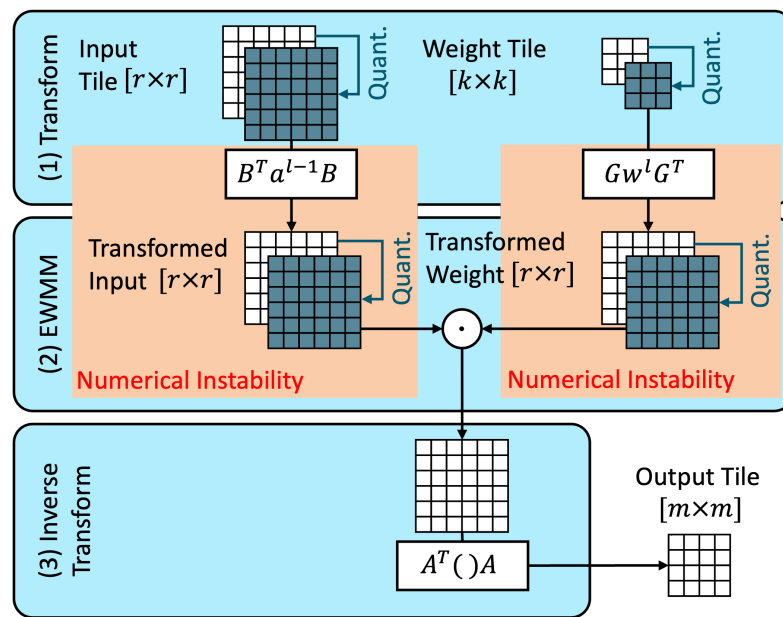 (1) Transform
Input
Tile [r×r]
Quant.
Weight Tile
[k×k]
Quant.
B^T a^{l−1} B
G w^l G^T
(2) EWMM
Transformed
Input [r×r]
Quant.
Transformed
Weight [r×r]
Quant.
Numerical Instability
Numerical Instability
(3) Inverse
Transform
A^T ( ) A
Output Tile
[m×m]